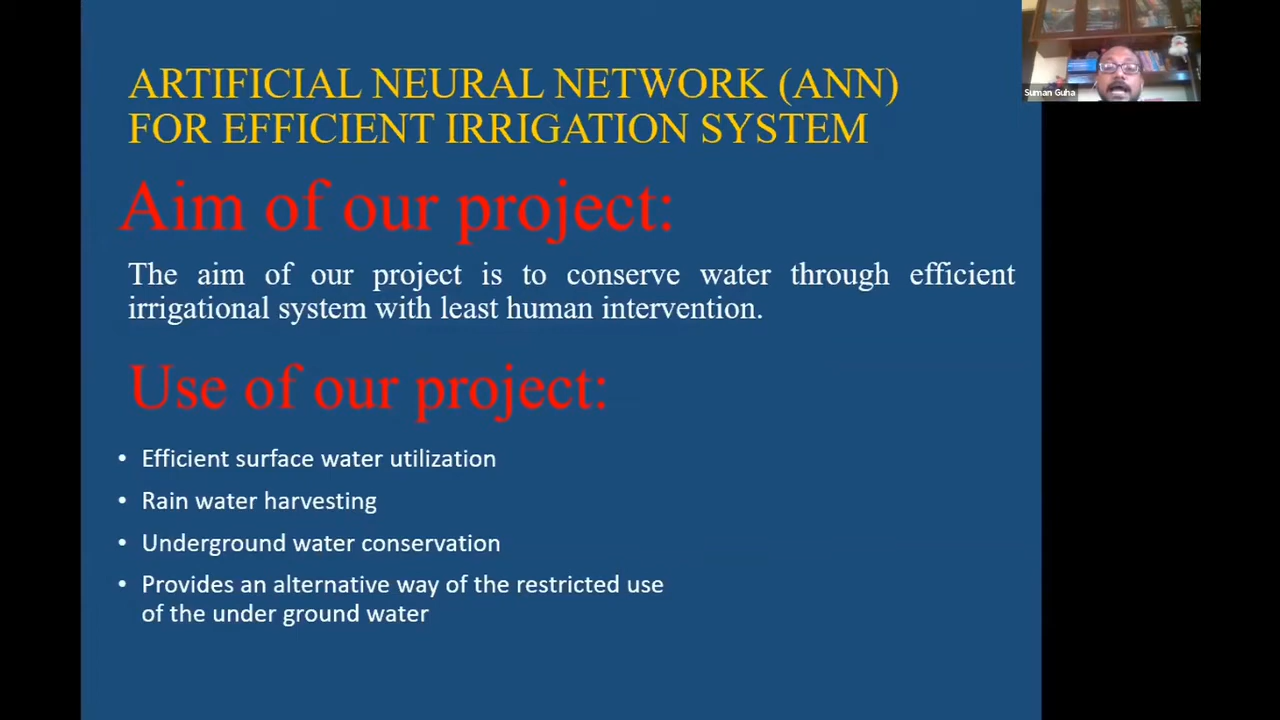 ARTIFICIAL NEURAL NETWORK (ANN)
FOR EFFICIENT IRRIGATION SYSTEM
Aim of our project:
The aim of our project is to conserve water through efficient
irrigational system with least human intervention.
Use of our project:
• Efficient surface water utilization
• Rain water harvesting
• Underground water conservation
• Provides an alternative way of the restricted use
of the under ground water
Suman Guha